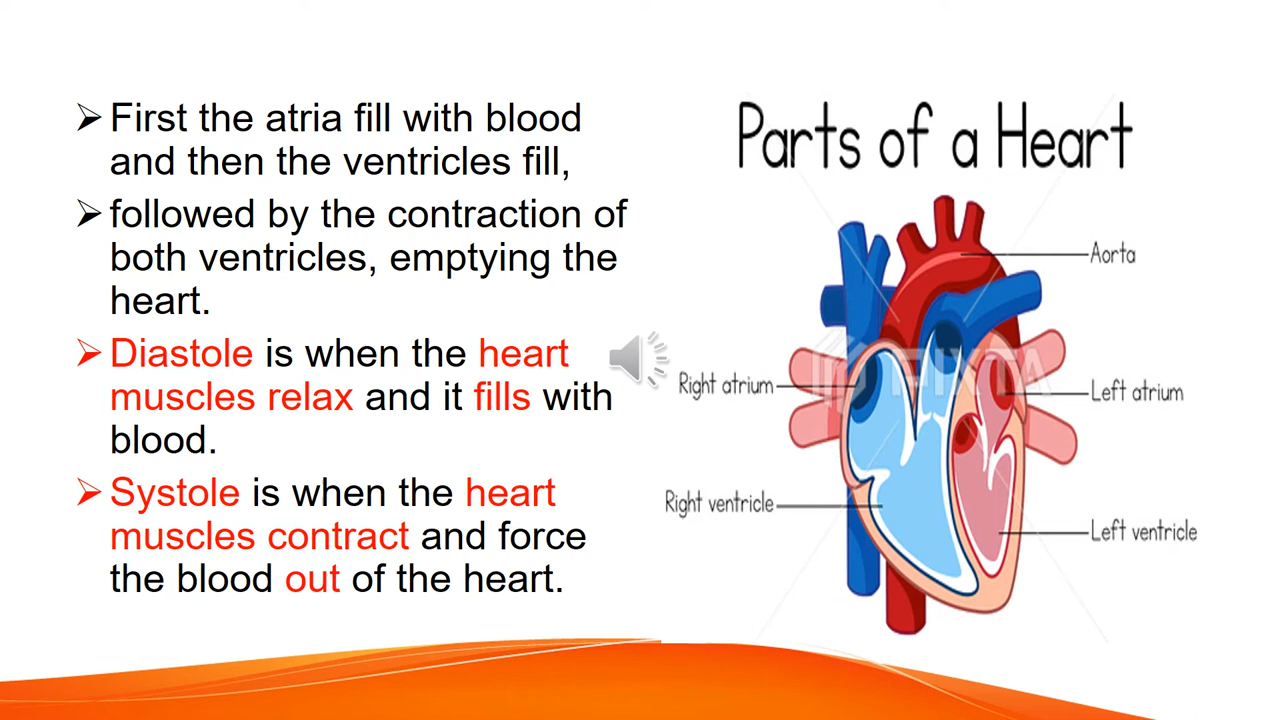 First the atria fill with blood
and then the ventricles fill,
followed by the contraction of
both ventricles, emptying the
heart.
Diastole is when the heart
muscles relax and it fills with
blood.
Systole is when the heart
muscles contract and force
the blood out of the heart.
Parts of a Heart
Aorta
Right atrium
Left atrium
Right ventricle
Left ventricle